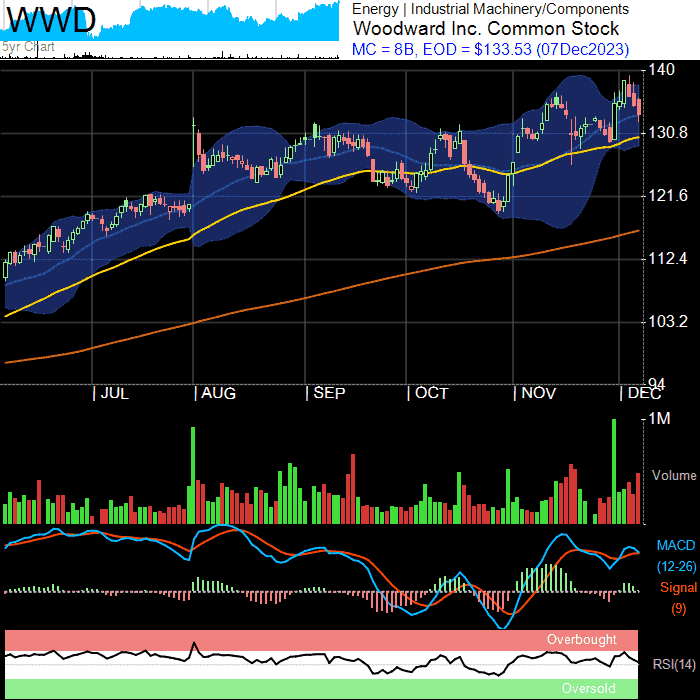 WWD
5yr Chart
Energy | Industrial Machinery/Components
Woodward Inc. Common Stock
MC = 8B, EOD = $133.53 (07Dec2023)
140
130.8
121.6
112.4
103.2
94
| JUL | AUG | SEP | OCT | NOV | DEC
1M
Volume
MACD
(12-26)
Signal
(9)
Overbought
RSI(14)
Oversold